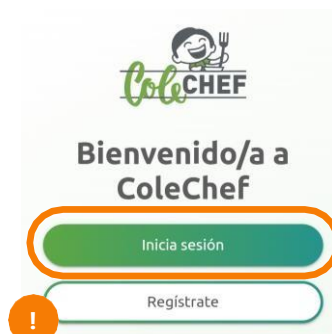 ColeCHEF
Bienvenido/a a
ColeChef
Inicia sesión
Regístrate
!